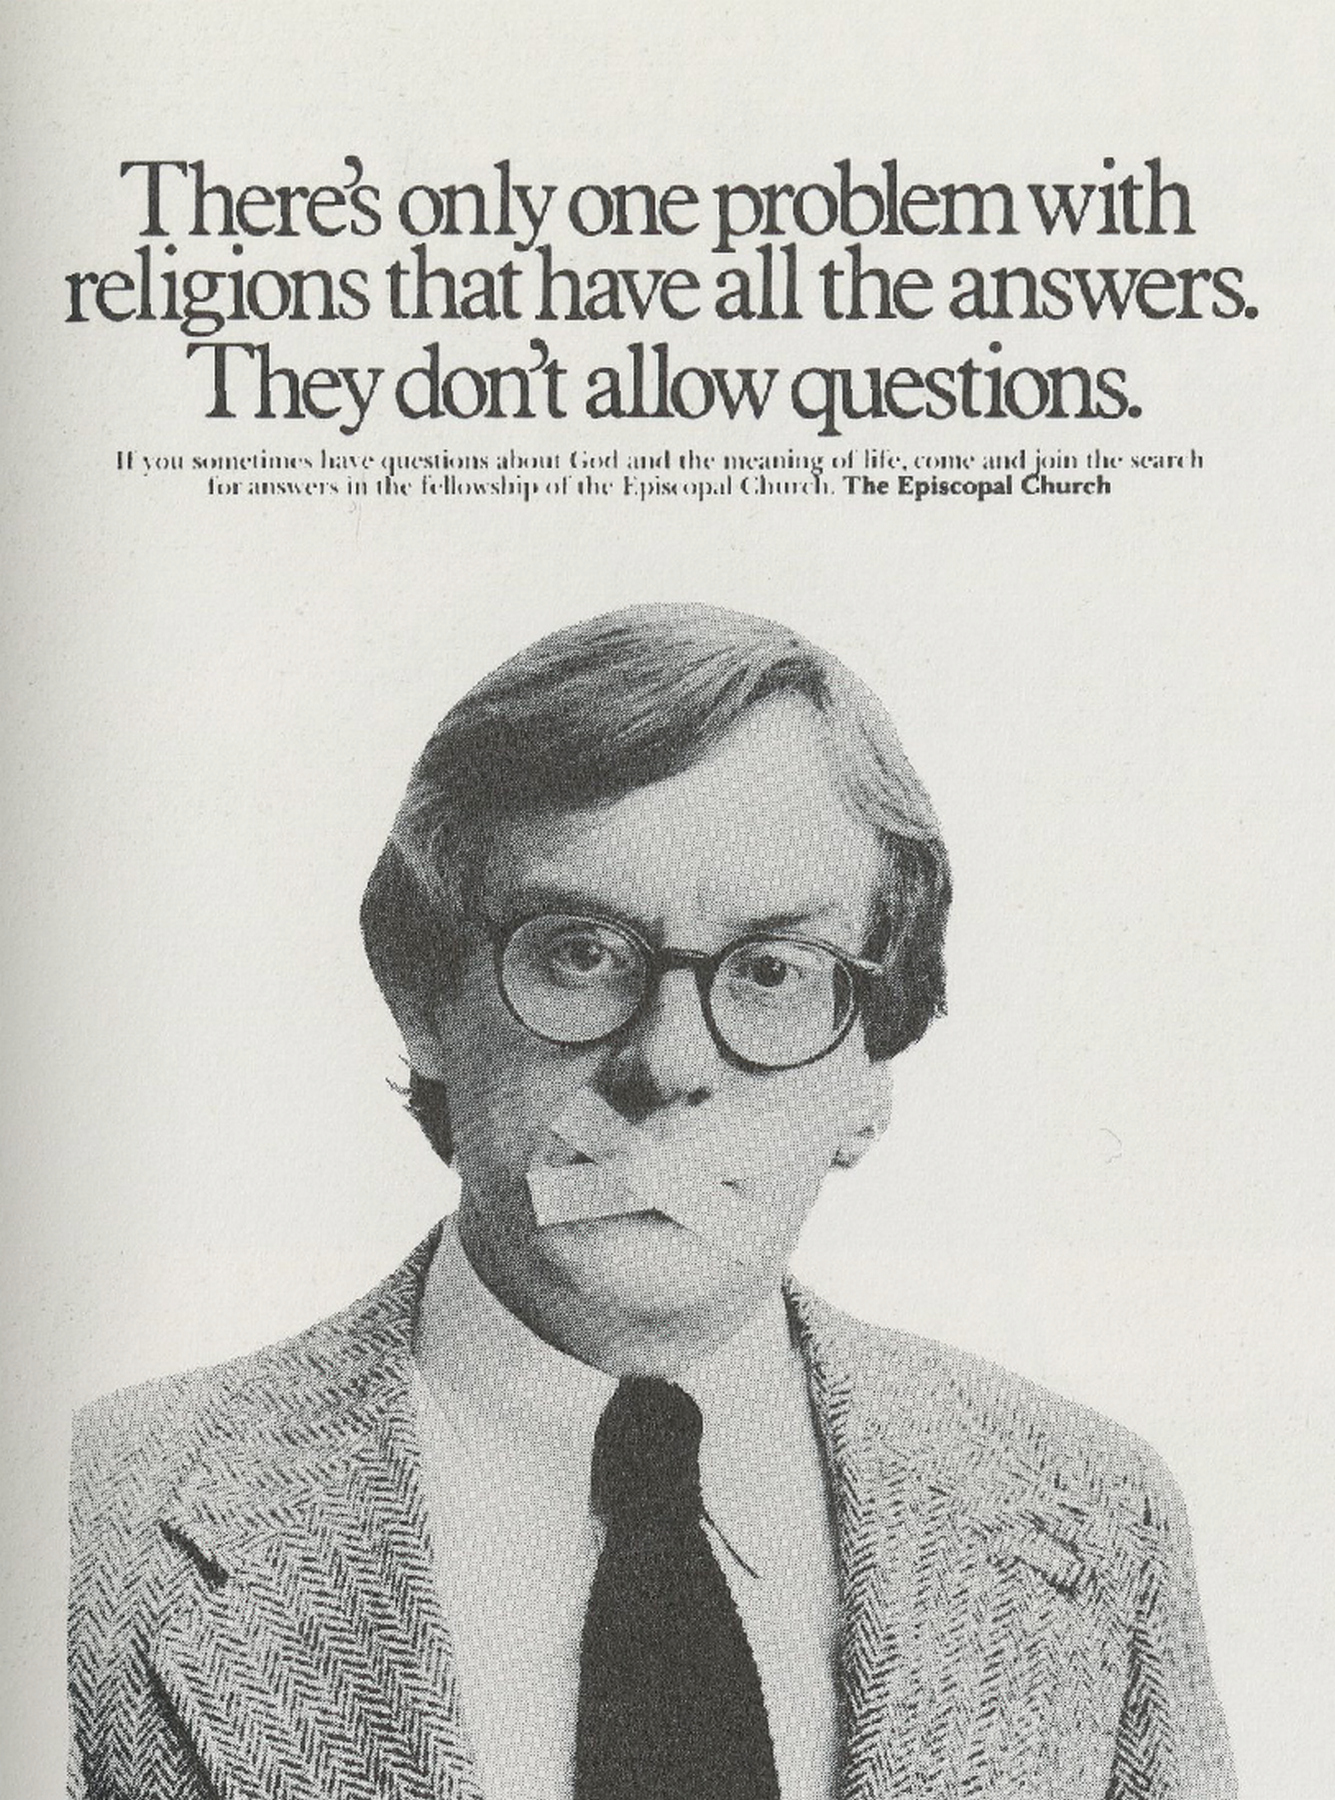 There's only one problem with
religions that have all the answers.
They don't allow questions.
If you sometimes have questions about God and the meaning of life, come and join the search
for answers in the fellowship of the Episcopal Church. The Episcopal Church